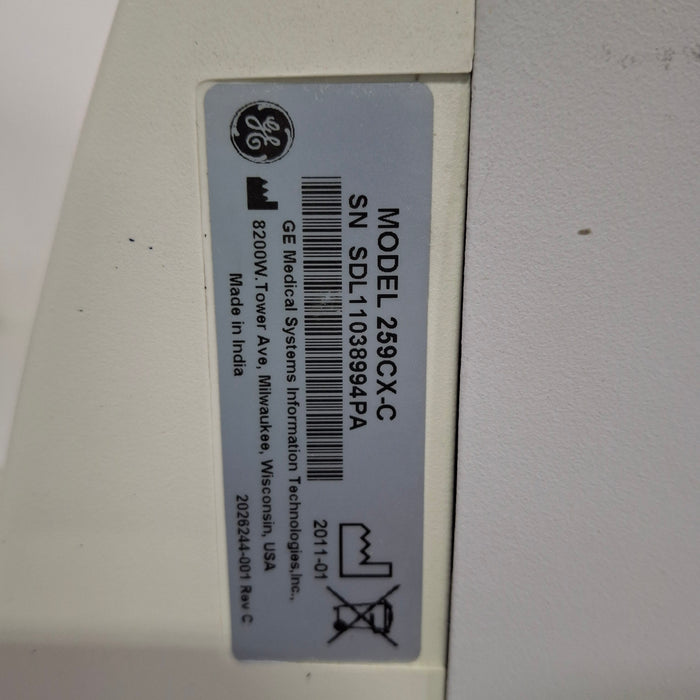 GE
MODEL 259CX-C
SN SDL11038994PA
GE Medical Systems Information Technologies,Inc.,
8200W.Tower Ave, Milwaukee, Wisconsin, USA
Made in India
2011-01
2026244-001 Rev C